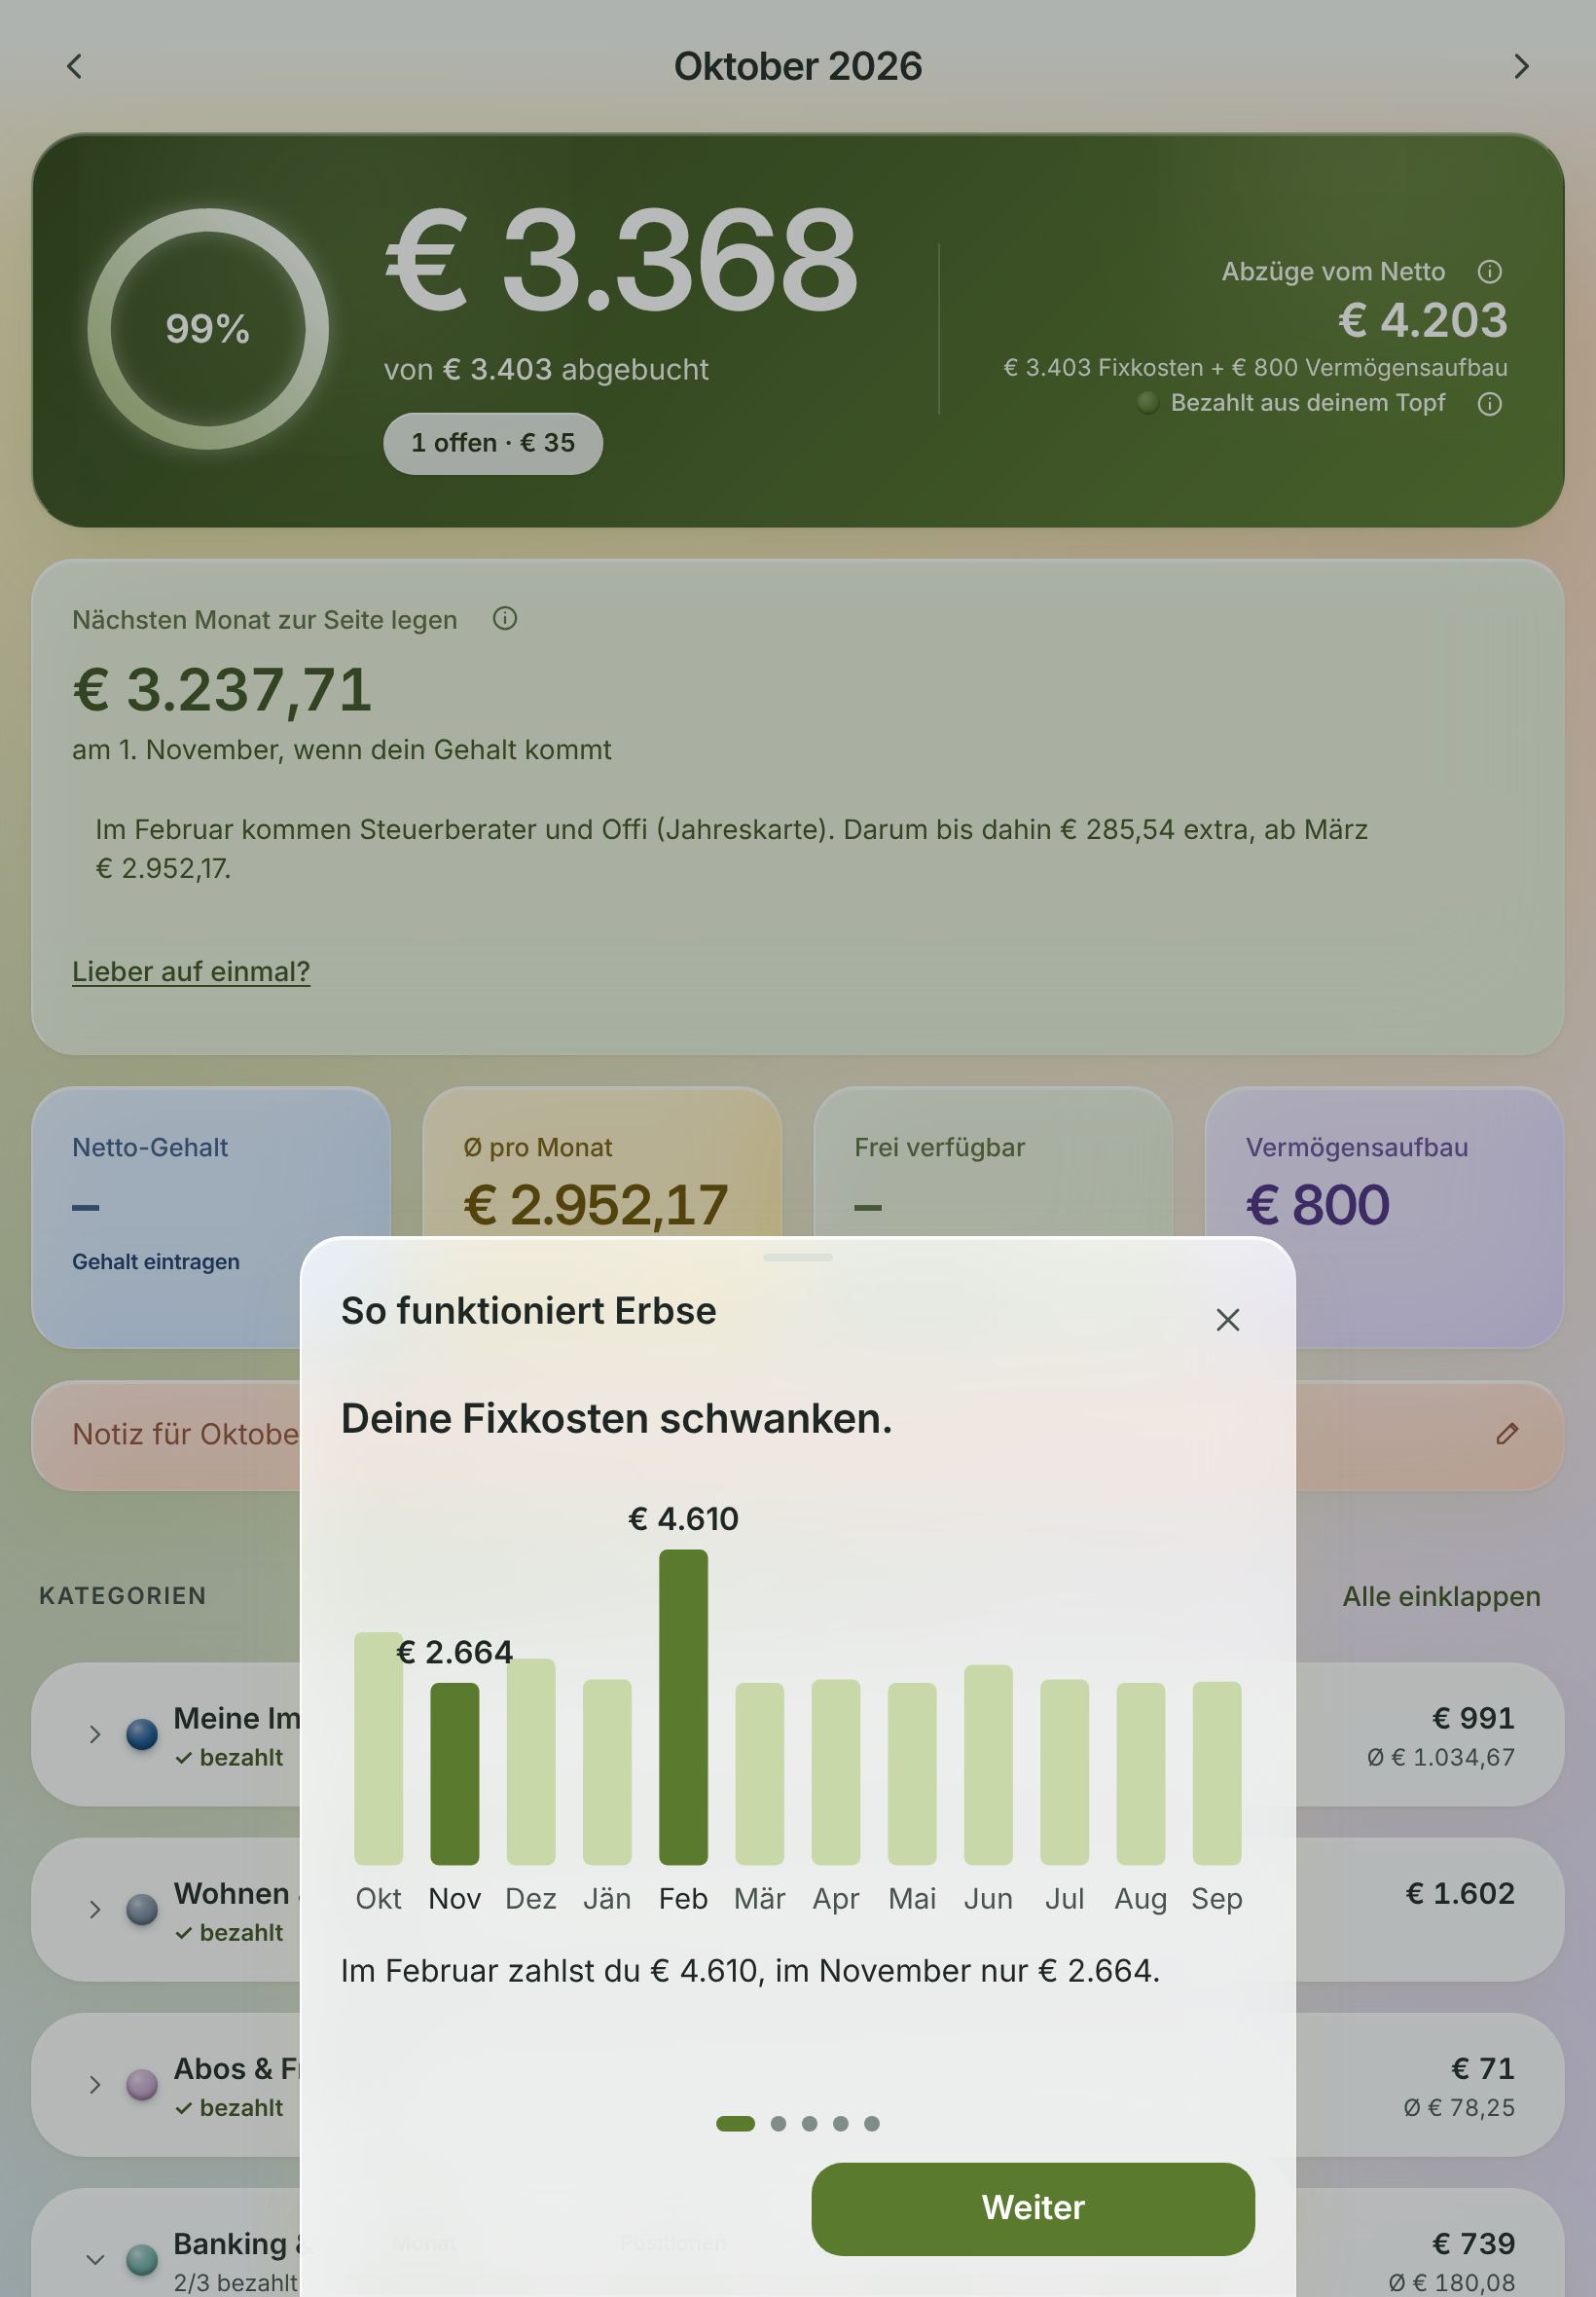 Oktober 2026
99%
€ 3.368
von € 3.403 abgebucht
1 offen · € 35
Abzüge vom Netto
€ 4.203
€ 3.403 Fixkosten + € 800 Vermögensaufbau
Bezahlt aus deinem Topf
Nächsten Monat zur Seite legen
€ 3.237,71
am 1. November, wenn dein Gehalt kommt
Im Februar kommen Steuerberater und Offi (Jahreskarte). Darum bis dahin € 285,54 extra, ab März
€ 2.952,17.
Lieber auf einmal?
Netto-Gehalt
–
Gehalt eintragen
Ø pro Monat
€ 2.952,17
Frei verfügbar
–
Vermögensaufbau
€ 800
Notiz für Oktobe
KATEGORIEN
Alle einklappen
Meine Im
✓ bezahlt
€ 991
Ø € 1.034,67
Wohnen
✓ bezahlt
€ 1.602
Abos & F
✓ bezahlt
€ 71
Ø € 78,25
Banking &
2/3 bezahlt
€ 739
Ø € 180,08
So funktioniert Erbse
Deine Fixkosten schwanken.
€ 4.610
€ 2.664
Okt Nov Dez Jän Feb Mär Apr Mai Jun Jul Aug Sep
Im Februar zahlst du € 4.610, im November nur € 2.664.
Monat
Positionen
Weiter